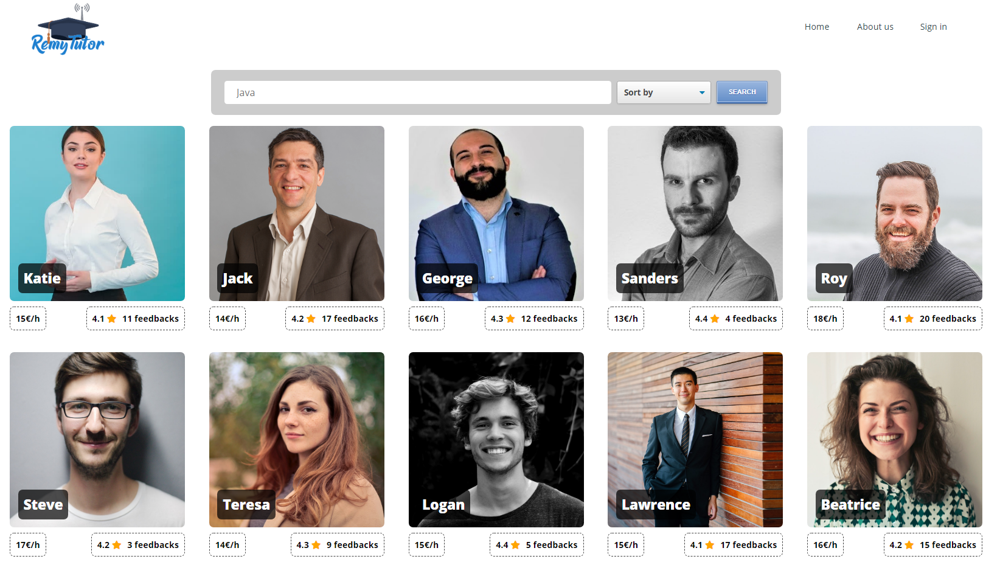 RemyTutor
Home About us Sign in
Java Sort by SEARCH
Katie Jack George Sanders Roy
15€/h 4.1 11 feedbacks 14€/h 4.2 17 feedbacks 16€/h 4.3 12 feedbacks 13€/h 4.4 4 feedbacks 18€/h 4.1 20 feedbacks
Steve Teresa Logan Lawrence Beatrice
17€/h 4.2 3 feedbacks 14€/h 4.3 9 feedbacks 15€/h 4.4 5 feedbacks 15€/h 4.1 17 feedbacks 16€/h 4.2 15 feedbacks